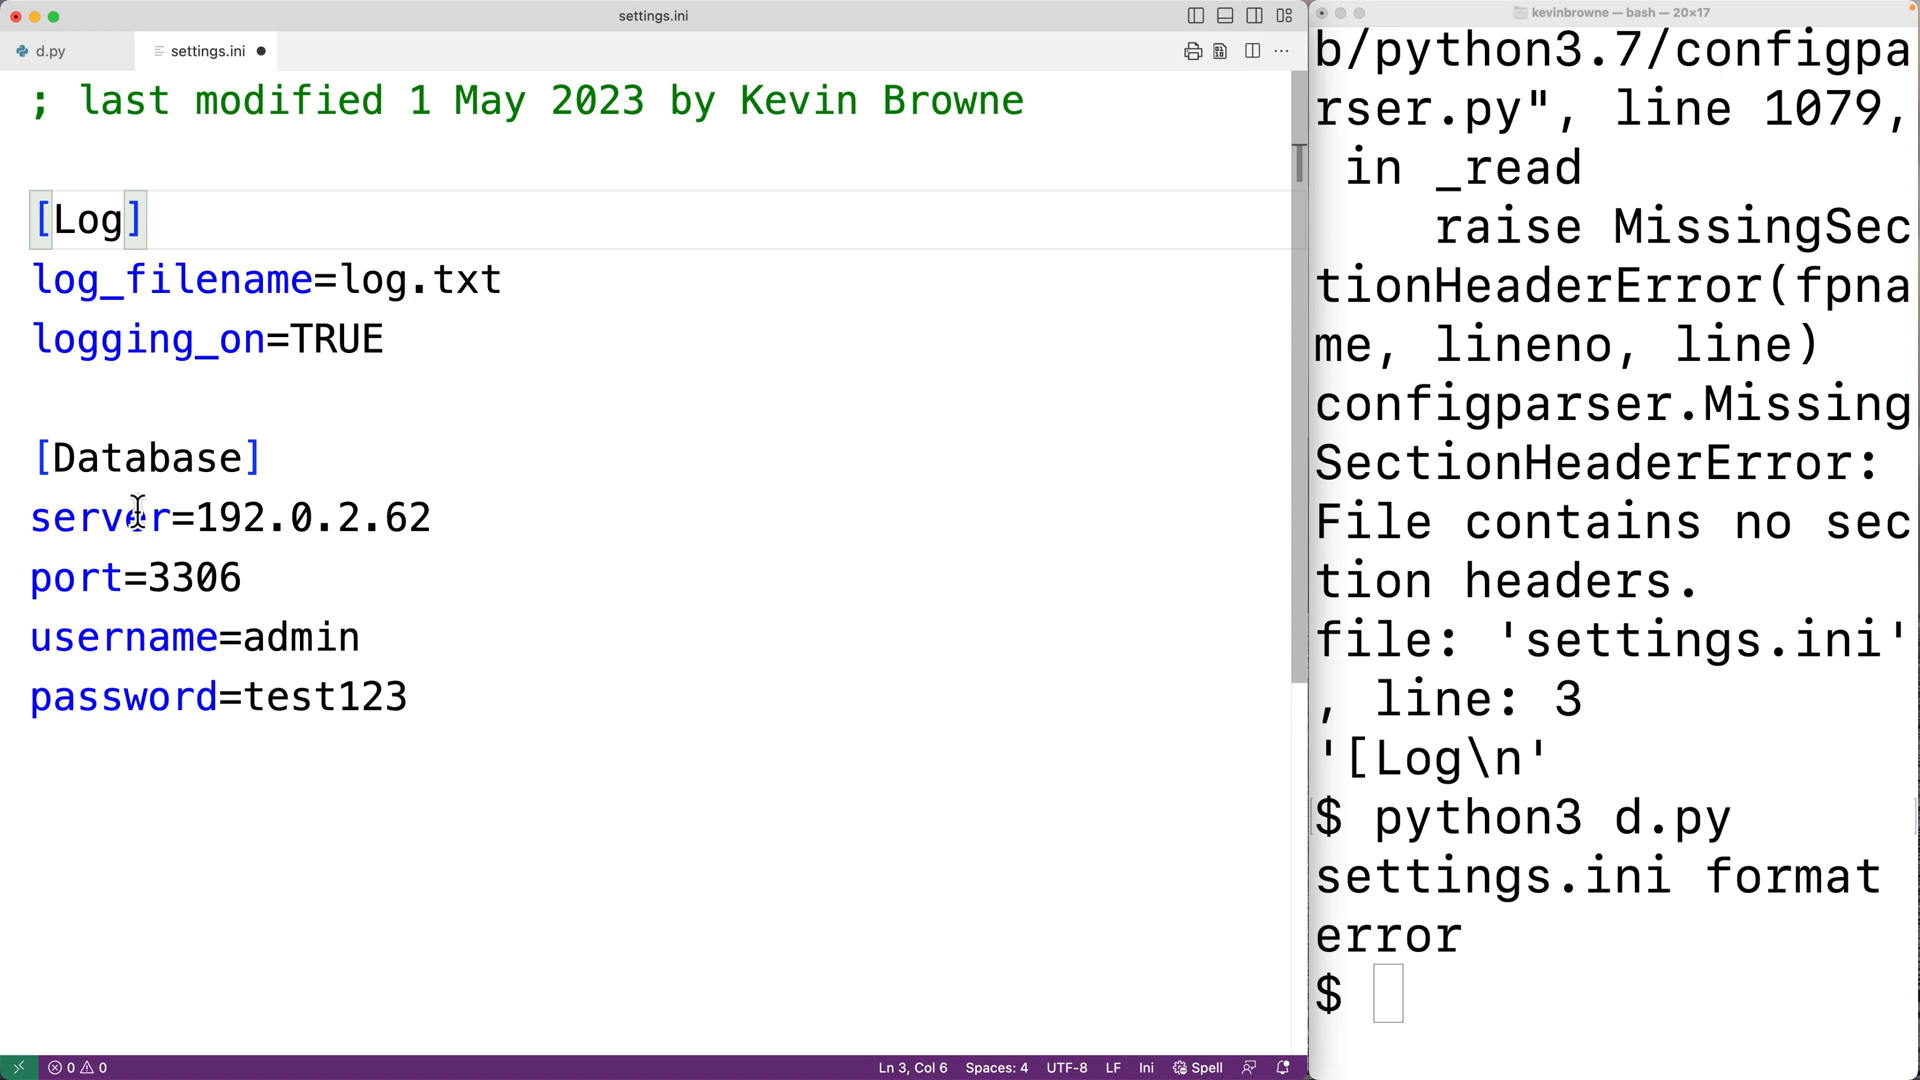 settings.ini
d.py
settings.ini
; last modified 1 May 2023 by Kevin Browne
[Log]
log_filename=log.txt
logging_on=TRUE
[Database]
server=192.0.2.62
port=3306
username=admin
password=test123
0 0
Ln 3, Col 6 Spaces: 4 UTF-8 LF Ini Spell
kevinbrowne — bash — 20×17
b/python3.7/configpa
rser.py", line 1079,
in _read
raise MissingSec
tionHeaderError(fpna
me, lineno, line)
configparser.Missing
SectionHeaderError:
File contains no sec
tion headers.
file: 'settings.ini'
, line: 3
'[Log\n'
$ python3 d.py
settings.ini format
error
$